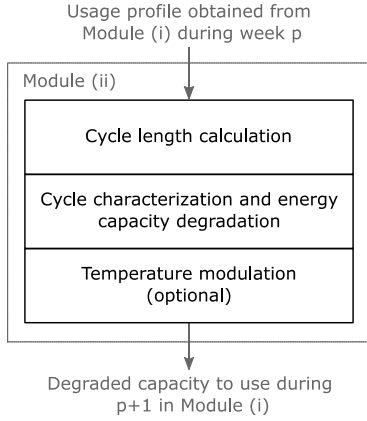 Usage profile obtained from
Module (i) during week p
Module (ii)
Cycle length calculation
Cycle characterization and energy
capacity degradation
Temperature modulation
(optional)
Degraded capacity to use during
p+1 in Module (i)